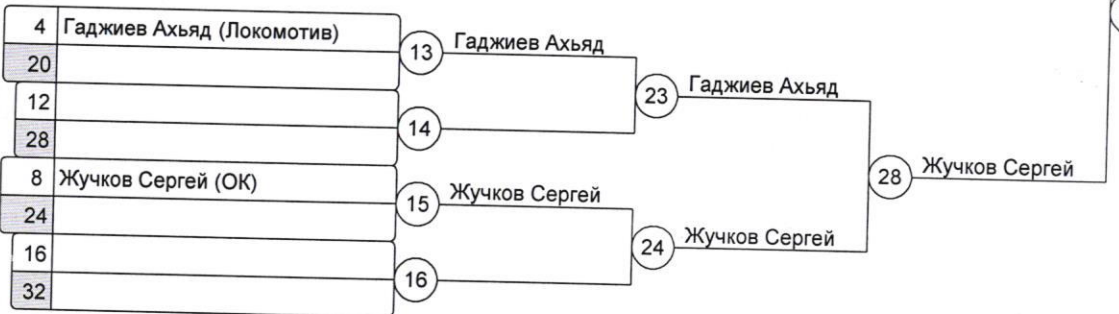 4 Гаджиев Ахьяд (Локомотив)
20
12
28
8 Жучков Сергей (ОК)
24
16
32
13 Гаджиев Ахьяд
14
15 Жучков Сергей
16
23 Гаджиев Ахьяд
24 Жучков Сергей
28 Жучков Сергей